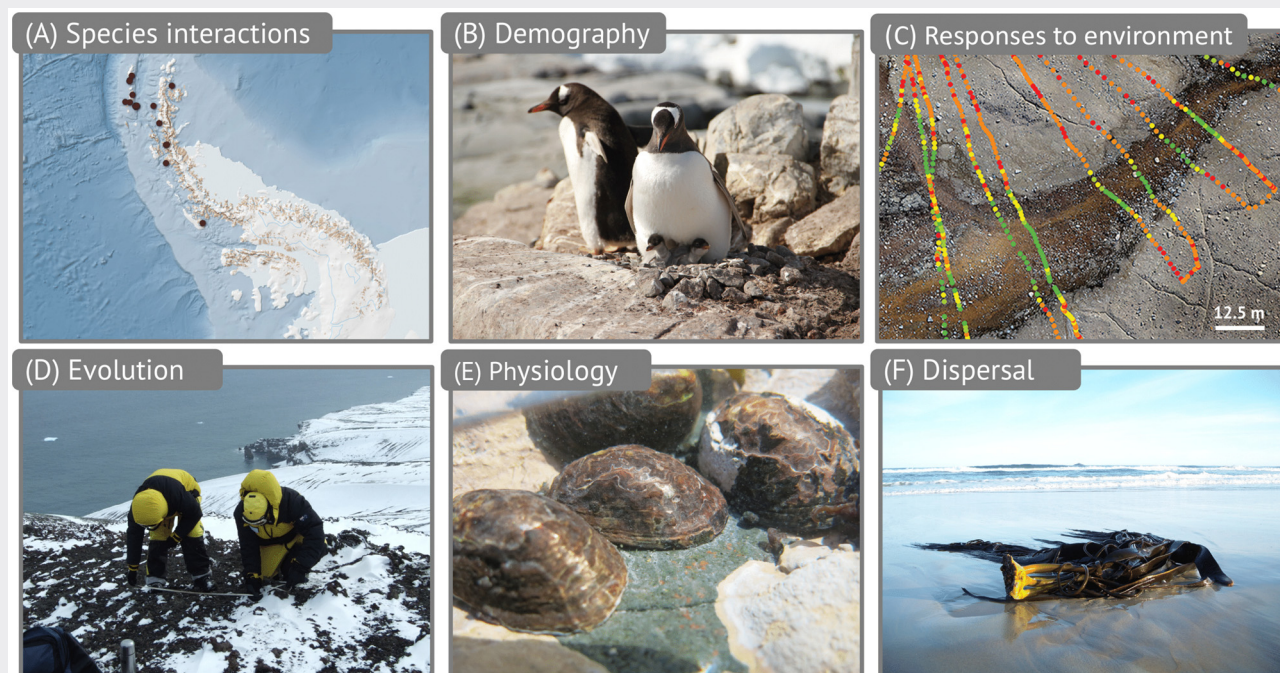 (A) Species interactions
(B) Demography
(C) Responses to environment
12.5 m
(D) Evolution
(E) Physiology
(F) Dispersal